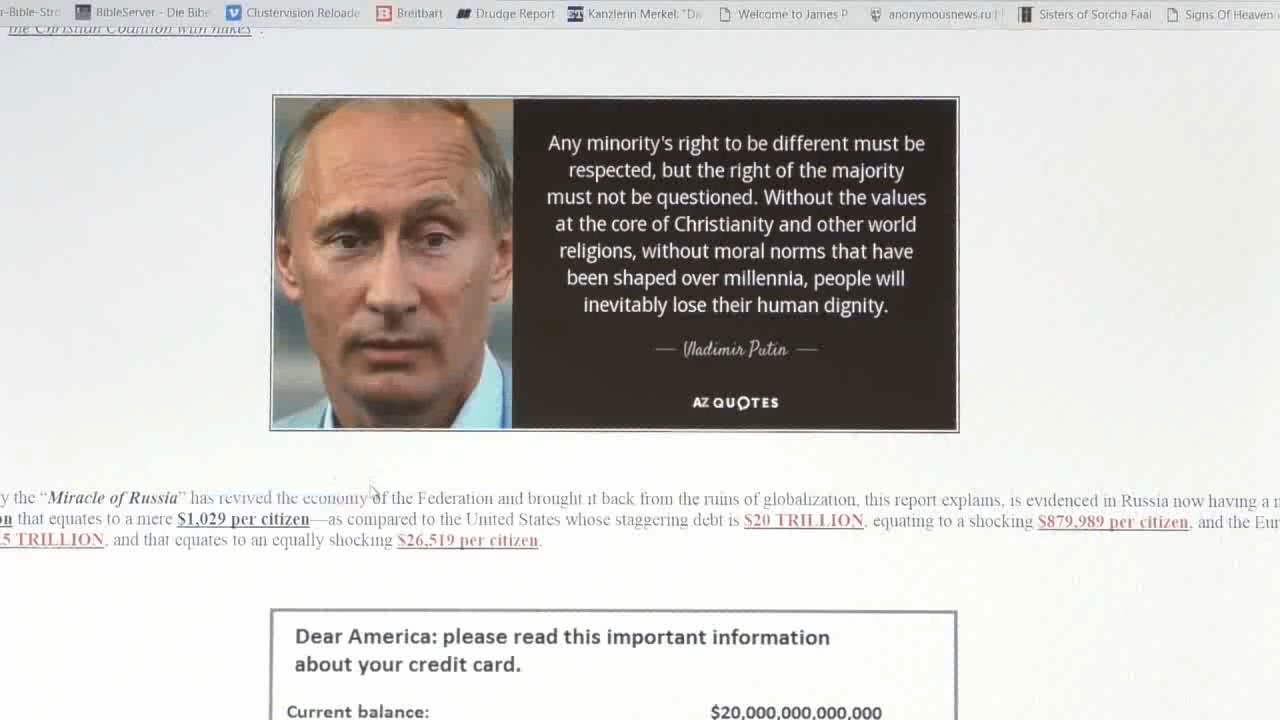 r-Bible-Stro BibleServer - Die Bibe Clustervision Reloade Breitbart Drudge Report Kanzlerin Merkel: "Di Welcome to James P anonymousnews.ru | Sisters of Sorcha Faal Signs Of Heaven
the Christian Coalition with nukes".
Any minority's right to be different must be
respected, but the right of the majority
must not be questioned. Without the values
at the core of Christianity and other world
religions, without moral norms that have
been shaped over millennia, people will
inevitably lose their human dignity.
— Vladimir Putin —
AZ QUOTES
y the “Miracle of Russia” has revived the economy of the Federation and brought it back from the ruins of globalization, this report explains, is evidenced in Russia now having a n
on that equates to a mere $1,029 per citizen—as compared to the United States whose staggering debt is $20 TRILLION, equating to a shocking $879,989 per citizen, and the Eur
5 TRILLION, and that equates to an equally shocking $26,519 per citizen.
Dear America: please read this important information
about your credit card.
Current balance: $20,000,000,000,000